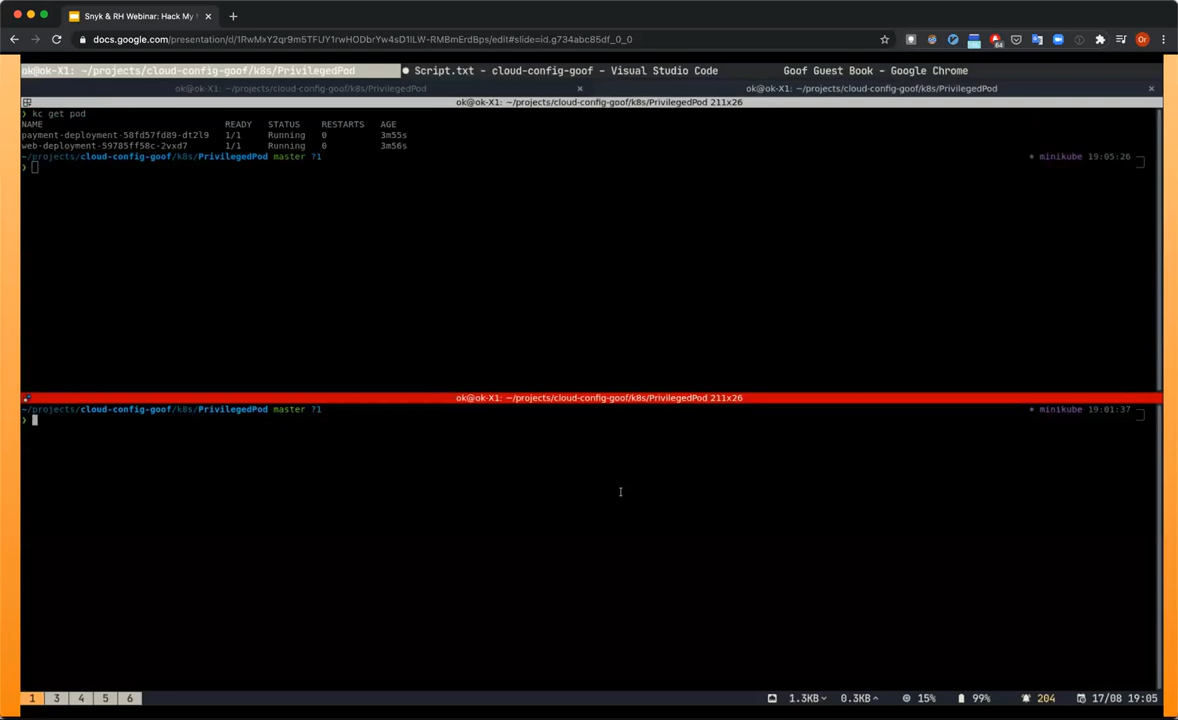 Snyk & RH Webinar: Hack My
docs.google.com/presentation/d/1RwMxY2qr9m5TFUY1rwHODbrYw4sD1ILW-RMBmErdBps/edit#slide=id.g734abc85df_0_0
64
Or
ok@ok-X1: ~/projects/cloud-config-goof/k8s/PrivilegedPod
● Script.txt - cloud-config-goof - Visual Studio Code
Goof Guest Book - Google Chrome
ok@ok-X1: ~/projects/cloud-config-goof/k8s/PrivilegedPod
ok@ok-X1: ~/projects/cloud-config-goof/k8s/PrivilegedPod
ok@ok-X1: ~/projects/cloud-config-goof/k8s/PrivilegedPod 211x26
❯ kc get pod
NAME READY STATUS RESTARTS AGE
payment-deployment-58fd57fd89-dt2l9 1/1 Running 0 3m55s
web-deployment-59785ff58c-2vxd7 1/1 Running 0 3m56s
~/projects/cloud-config-goof/k8s/PrivilegedPod master ?1 minikube 19:05:26
❯
ok@ok-X1: ~/projects/cloud-config-goof/k8s/PrivilegedPod 211x26
~/projects/cloud-config-goof/k8s/PrivilegedPod master ?1 minikube 19:01:37
❯
1 3 4 5 6 1.3KB 0.3KB 15% 99% 204 17/08 19:05